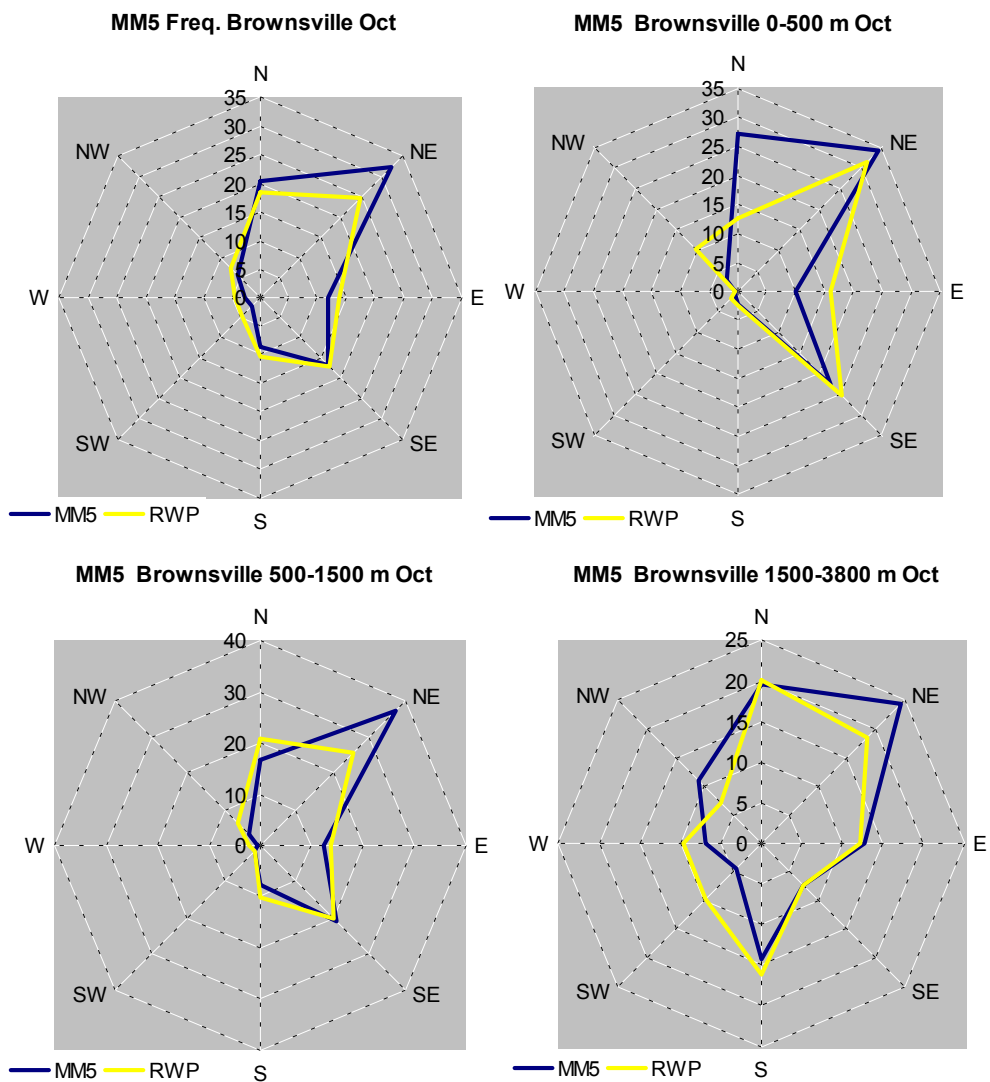 MM5 Freq. Brownsville Oct
N
35
30
25
20
15
10
5
0
NE
E
SE
S
SW
W
NW
MM5 RWP
MM5 Brownsville 0-500 m Oct
N
35
30
25
20
15
10
5
0
NE
E
SE
S
SW
W
NW
MM5 RWP
MM5 Brownsville 500-1500 m Oct
N
40
30
20
10
0
NE
E
SE
S
SW
W
NW
MM5 RWP
MM5 Brownsville 1500-3800 m Oct
N
25
20
15
10
5
0
NE
E
SE
S
SW
W
NW
MM5 RWP